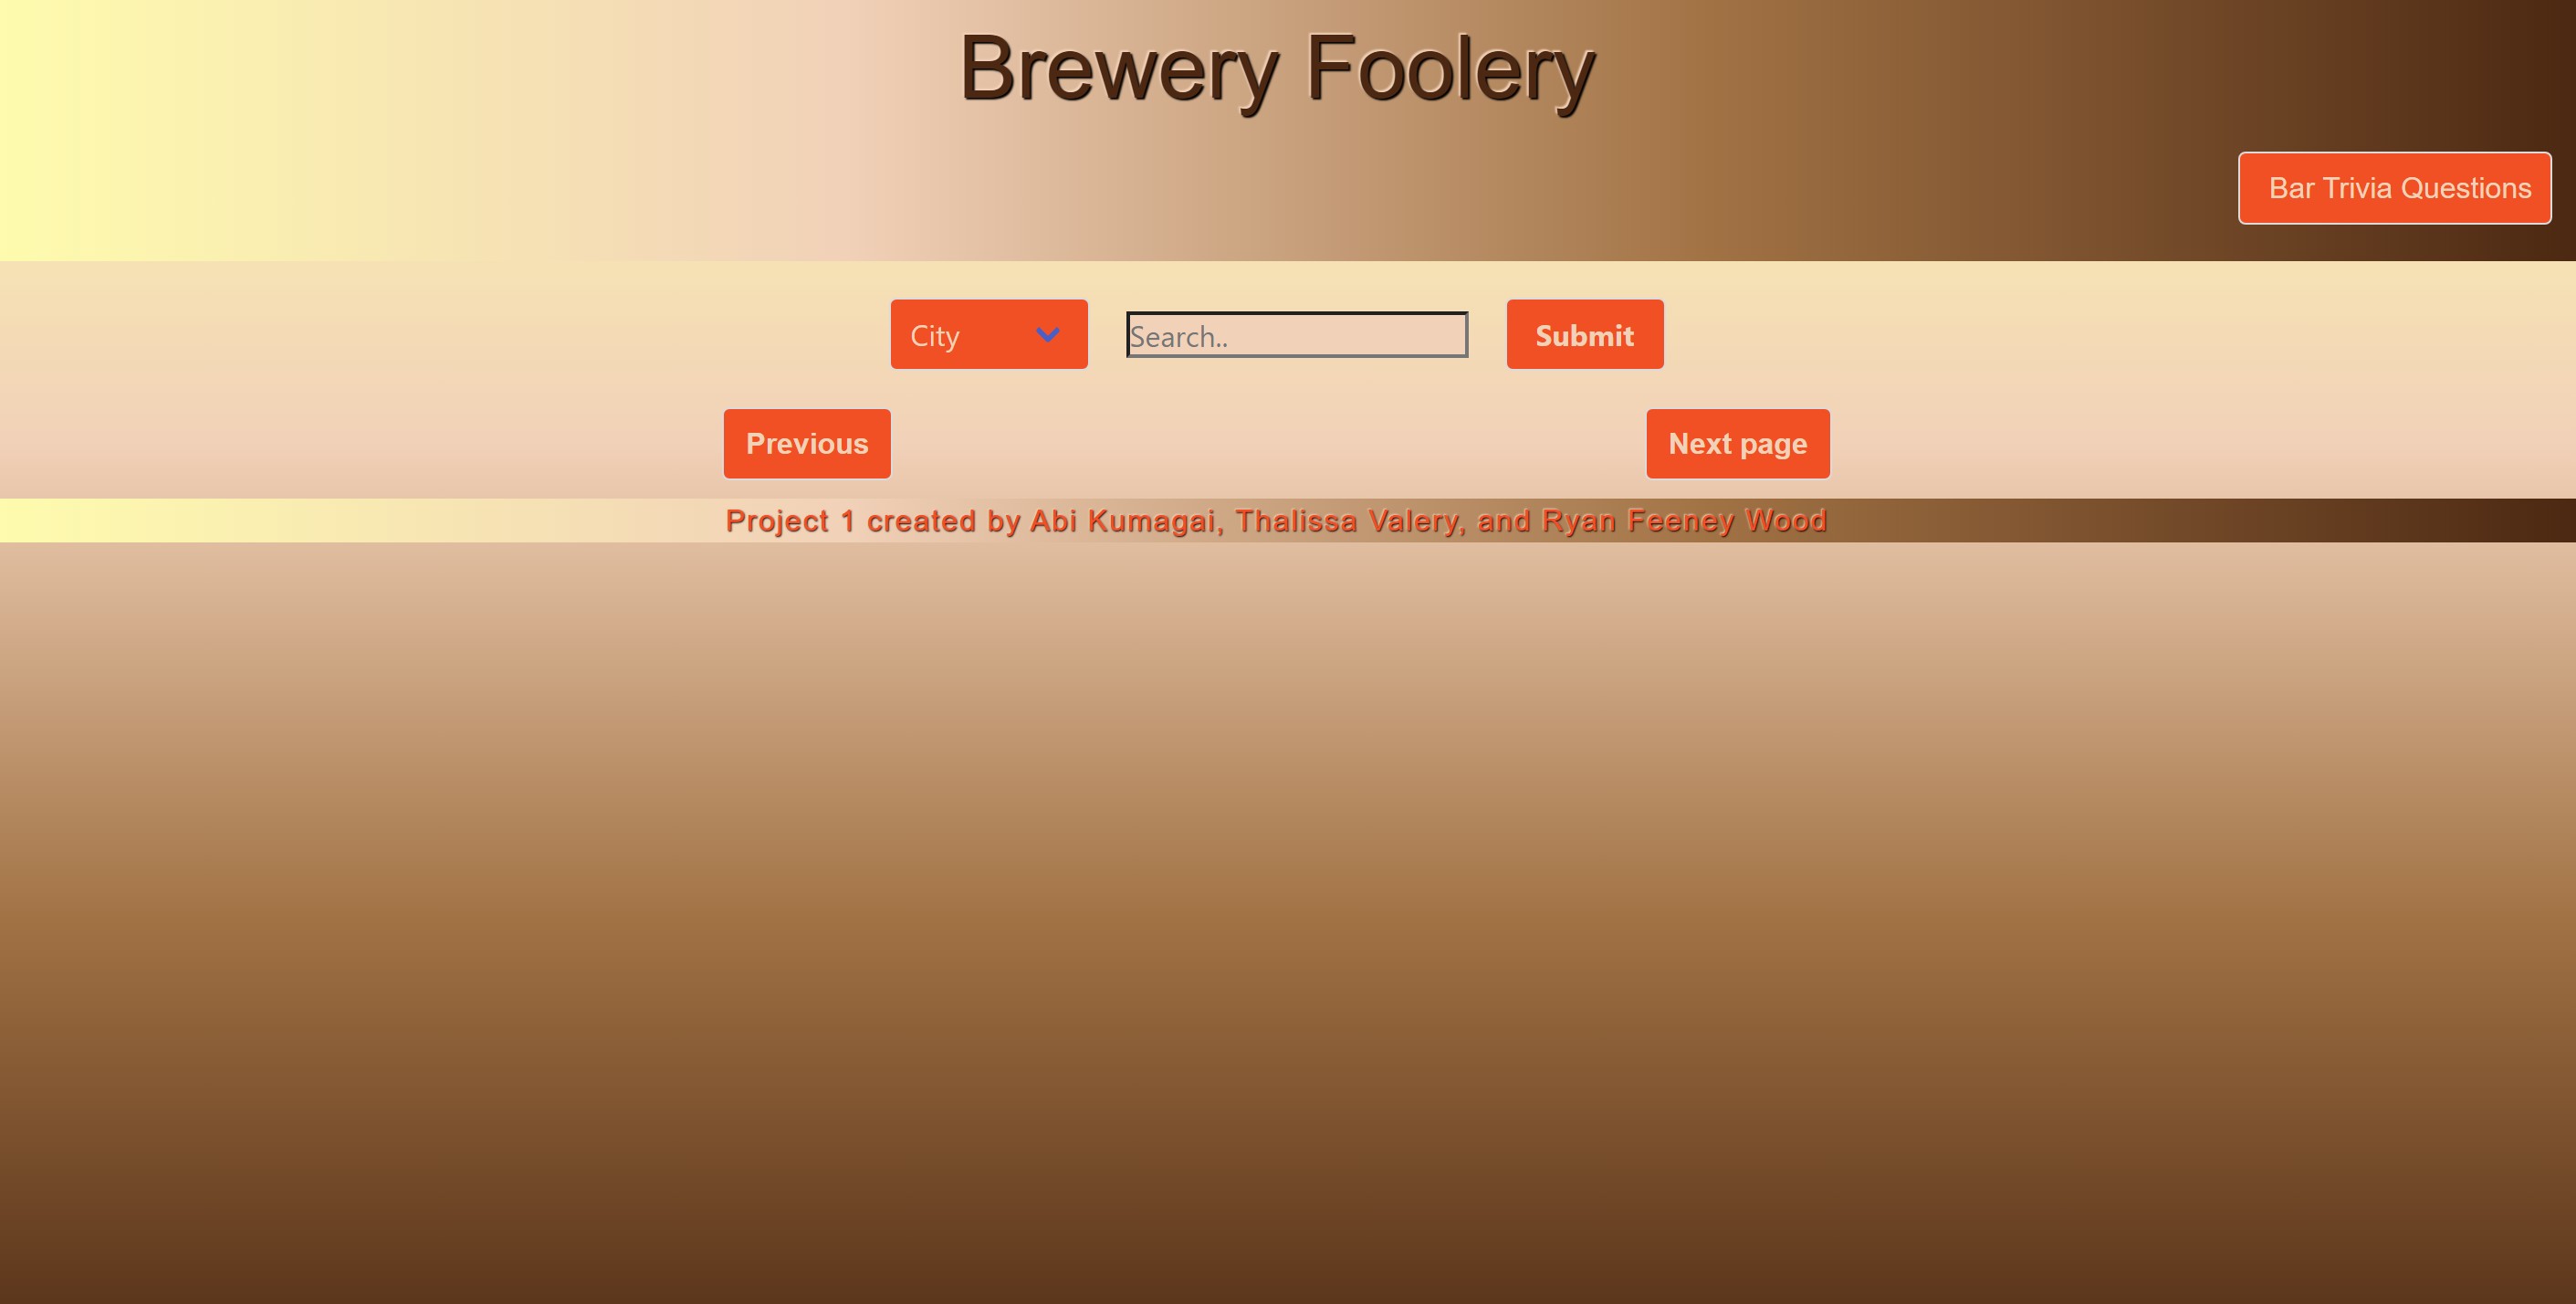 Brewery Foolery
Bar Trivia Questions
City
Search..
Submit
Previous
Next page
Project 1 created by Abi Kumagai, Thalissa Valery, and Ryan Feeney Wood